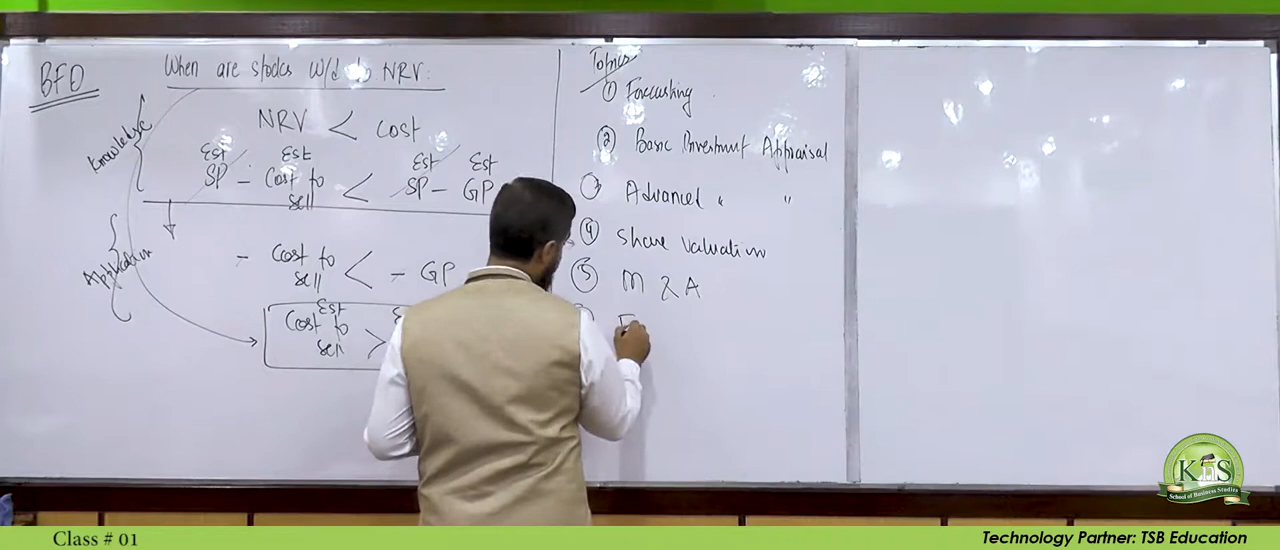 BFD
When are stocks W/d to NRV:
Knowledge
NRV < Cost
Est Est Est Est
SP - Cost to sell < SP - GP
Application
- Cost to sell < - GP
Est
Cost to sell >
Topics
① Forecasting
② Basic Investment Appraisal
③ Advanced " "
④ Share Valuation
⑤ M & A
KnS
School of Business Studies
Class # 01
Technology Partner: TSB Education